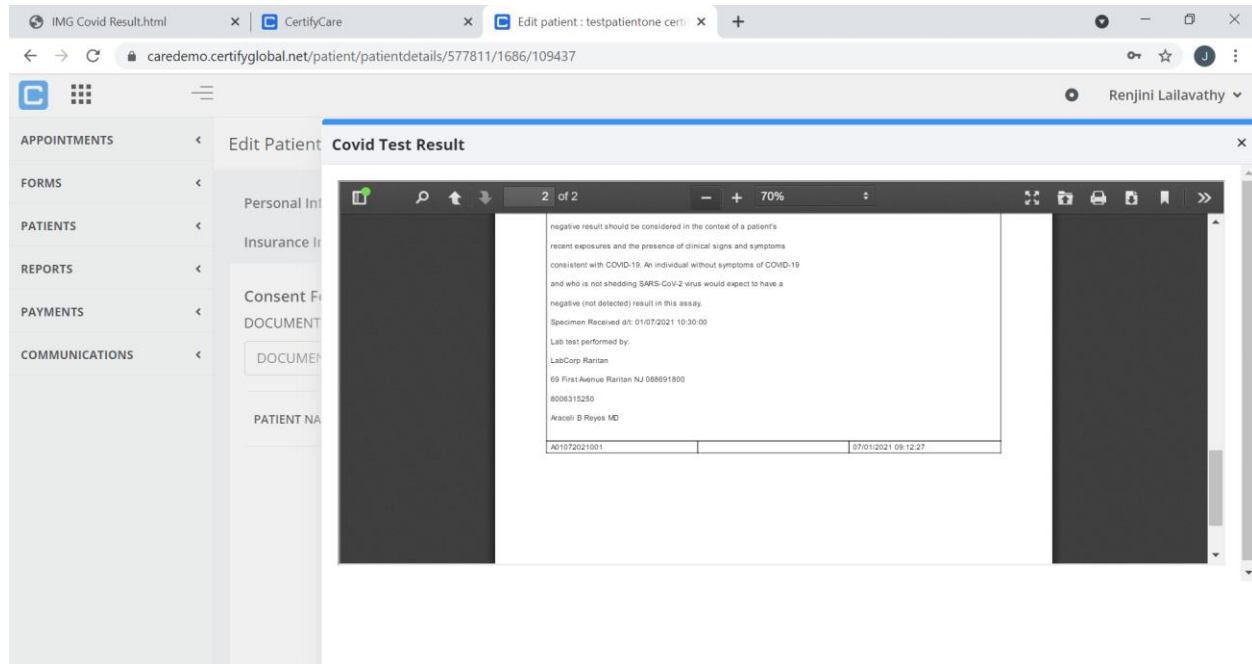 IMG Covid Result.html
CertifyCare
Edit patient : testpatientone certi
caredemo.certifyglobal.net/patient/patientdetails/577811/1686/109437
J
C
Renjini Lailavathy
APPOINTMENTS
FORMS
PATIENTS
REPORTS
PAYMENTS
COMMUNICATIONS
Edit Patient
Personal Inf
Insurance In
Consent Fo
DOCUMENT
DOCUMEN
PATIENT NA
Covid Test Result
2 of 2
70%
negative result should be considered in the context of a patient's
recent exposures and the presence of clinical signs and symptoms
consistent with COVID-19. An individual without symptoms of COVID-19
and who is not shedding SARS-CoV-2 virus would expect to have a
negative (not detected) result in this assay.
Specimen Received d/t: 01/07/2021 10:30:00
Lab test performed by:
LabCorp Raritan
69 First Avenue Raritan NJ 088691800
8006315250
Araceli B Reyes MD
A01072021001 07/01/2021 09:12:27